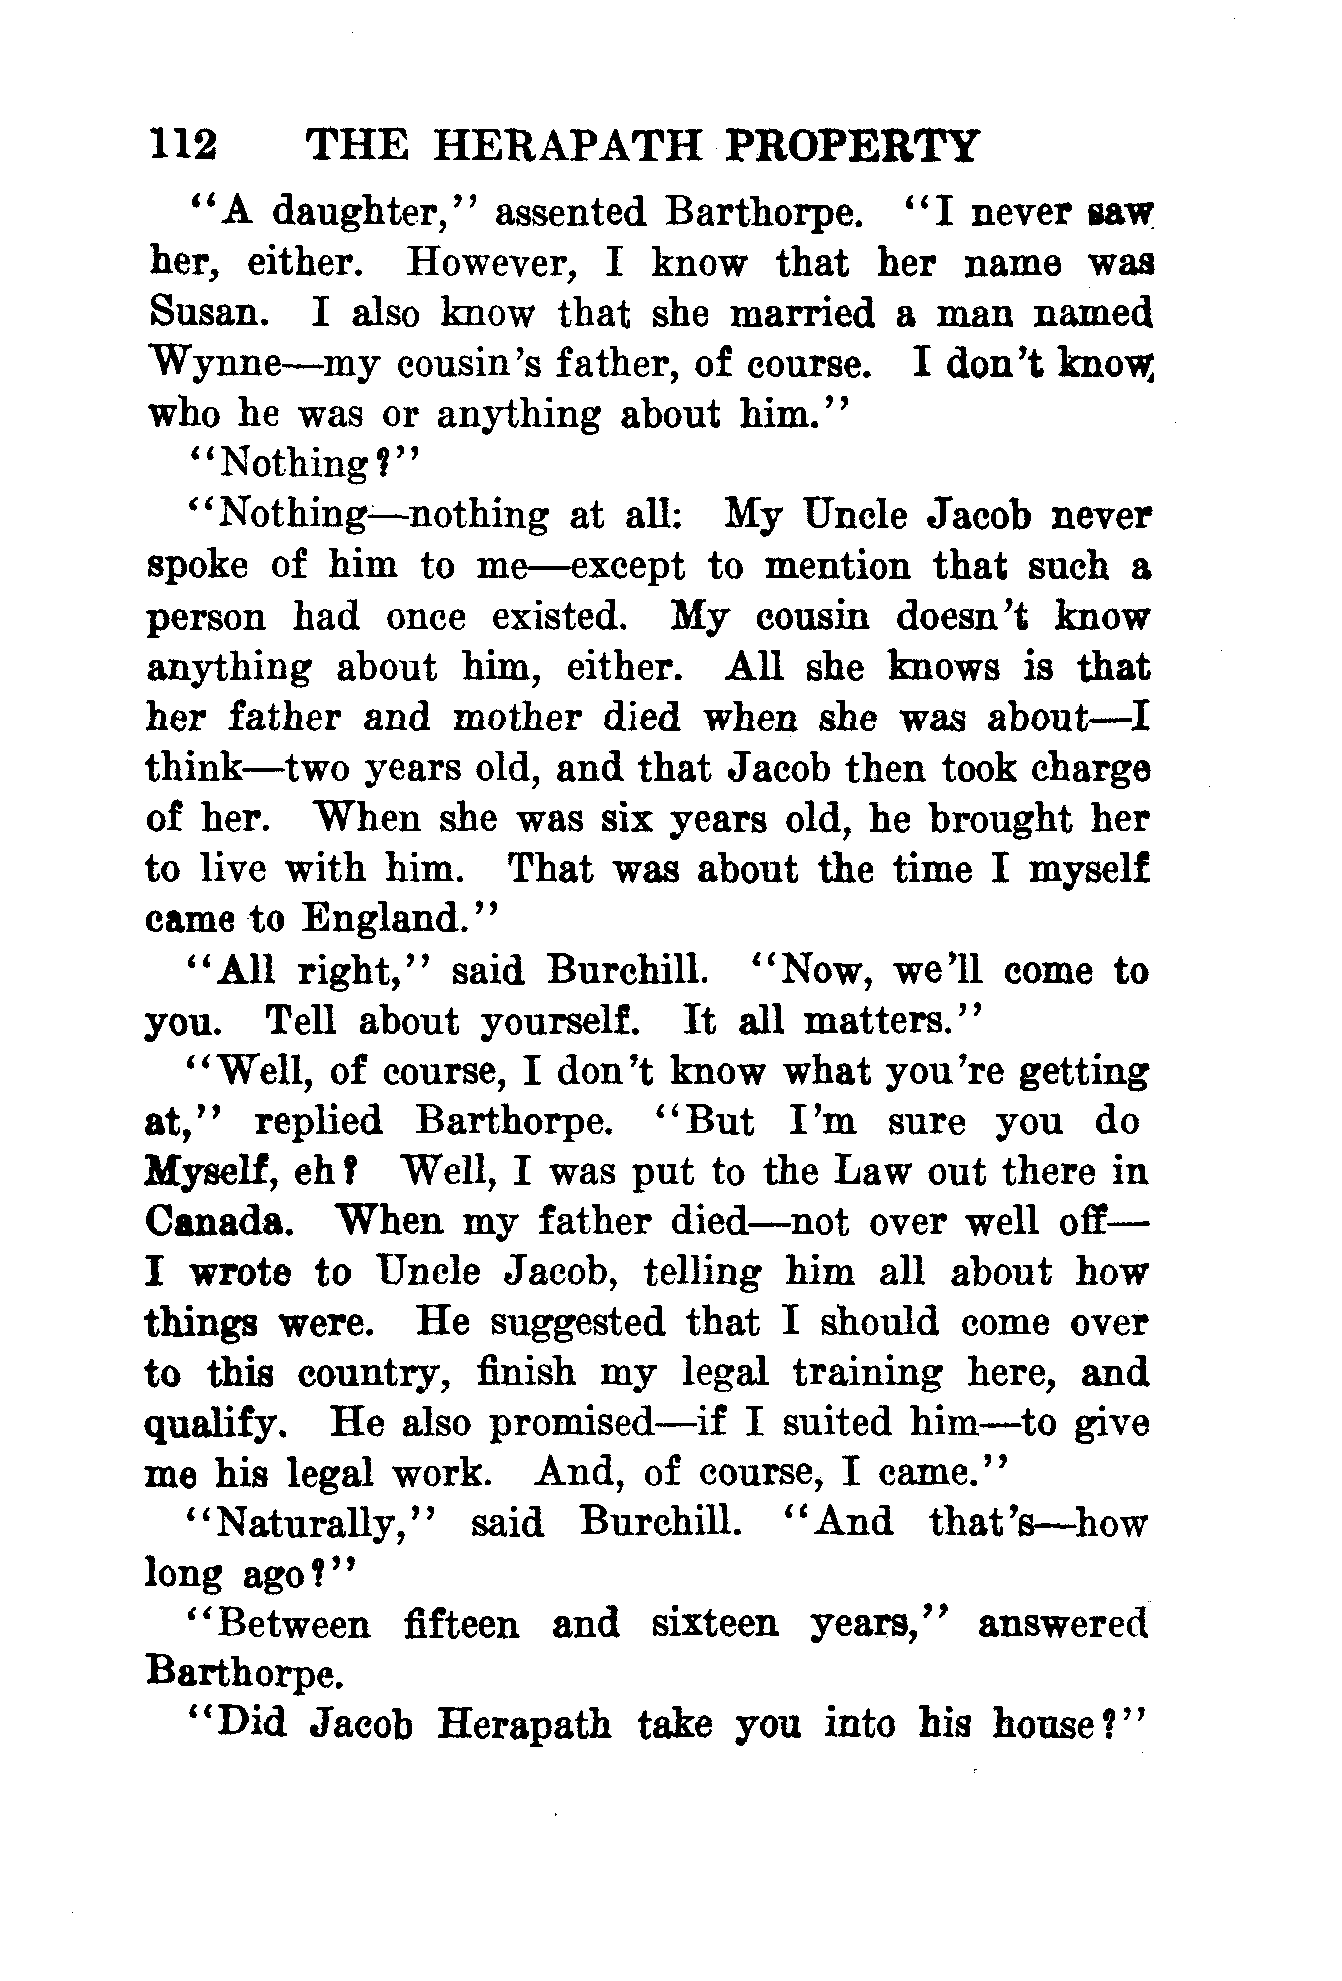 112 THE HERAPATH PROPERTY
"A daughter," assented Barthorpe. "I never saw
her, either. However, I know that her name was
Susan. I also know that she married a man named
Wynne—my cousin's father, of course. I don't know
who he was or anything about him."
"Nothing?"
"Nothing—nothing at all: My Uncle Jacob never
spoke of him to me—except to mention that such a
person had once existed. My cousin doesn't know
anything about him, either. All she knows is that
her father and mother died when she was about—I
think—two years old, and that Jacob then took charge
of her. When she was six years old, he brought her
to live with him. That was about the time I myself
came to England."
"All right," said Burchill. "Now, we'll come to
you. Tell about yourself. It all matters."
"Well, of course, I don't know what you're getting
at," replied Barthorpe. "But I'm sure you do
Myself, eh? Well, I was put to the Law out there in
Canada. When my father died—not over well off—
I wrote to Uncle Jacob, telling him all about how
things were. He suggested that I should come over
to this country, finish my legal training here, and
qualify. He also promised—if I suited him—to give
me his legal work. And, of course, I came."
"Naturally," said Burchill. "And that's—how
long ago?"
"Between fifteen and sixteen years," answered
Barthorpe.
"Did Jacob Herapath take you into his house?"